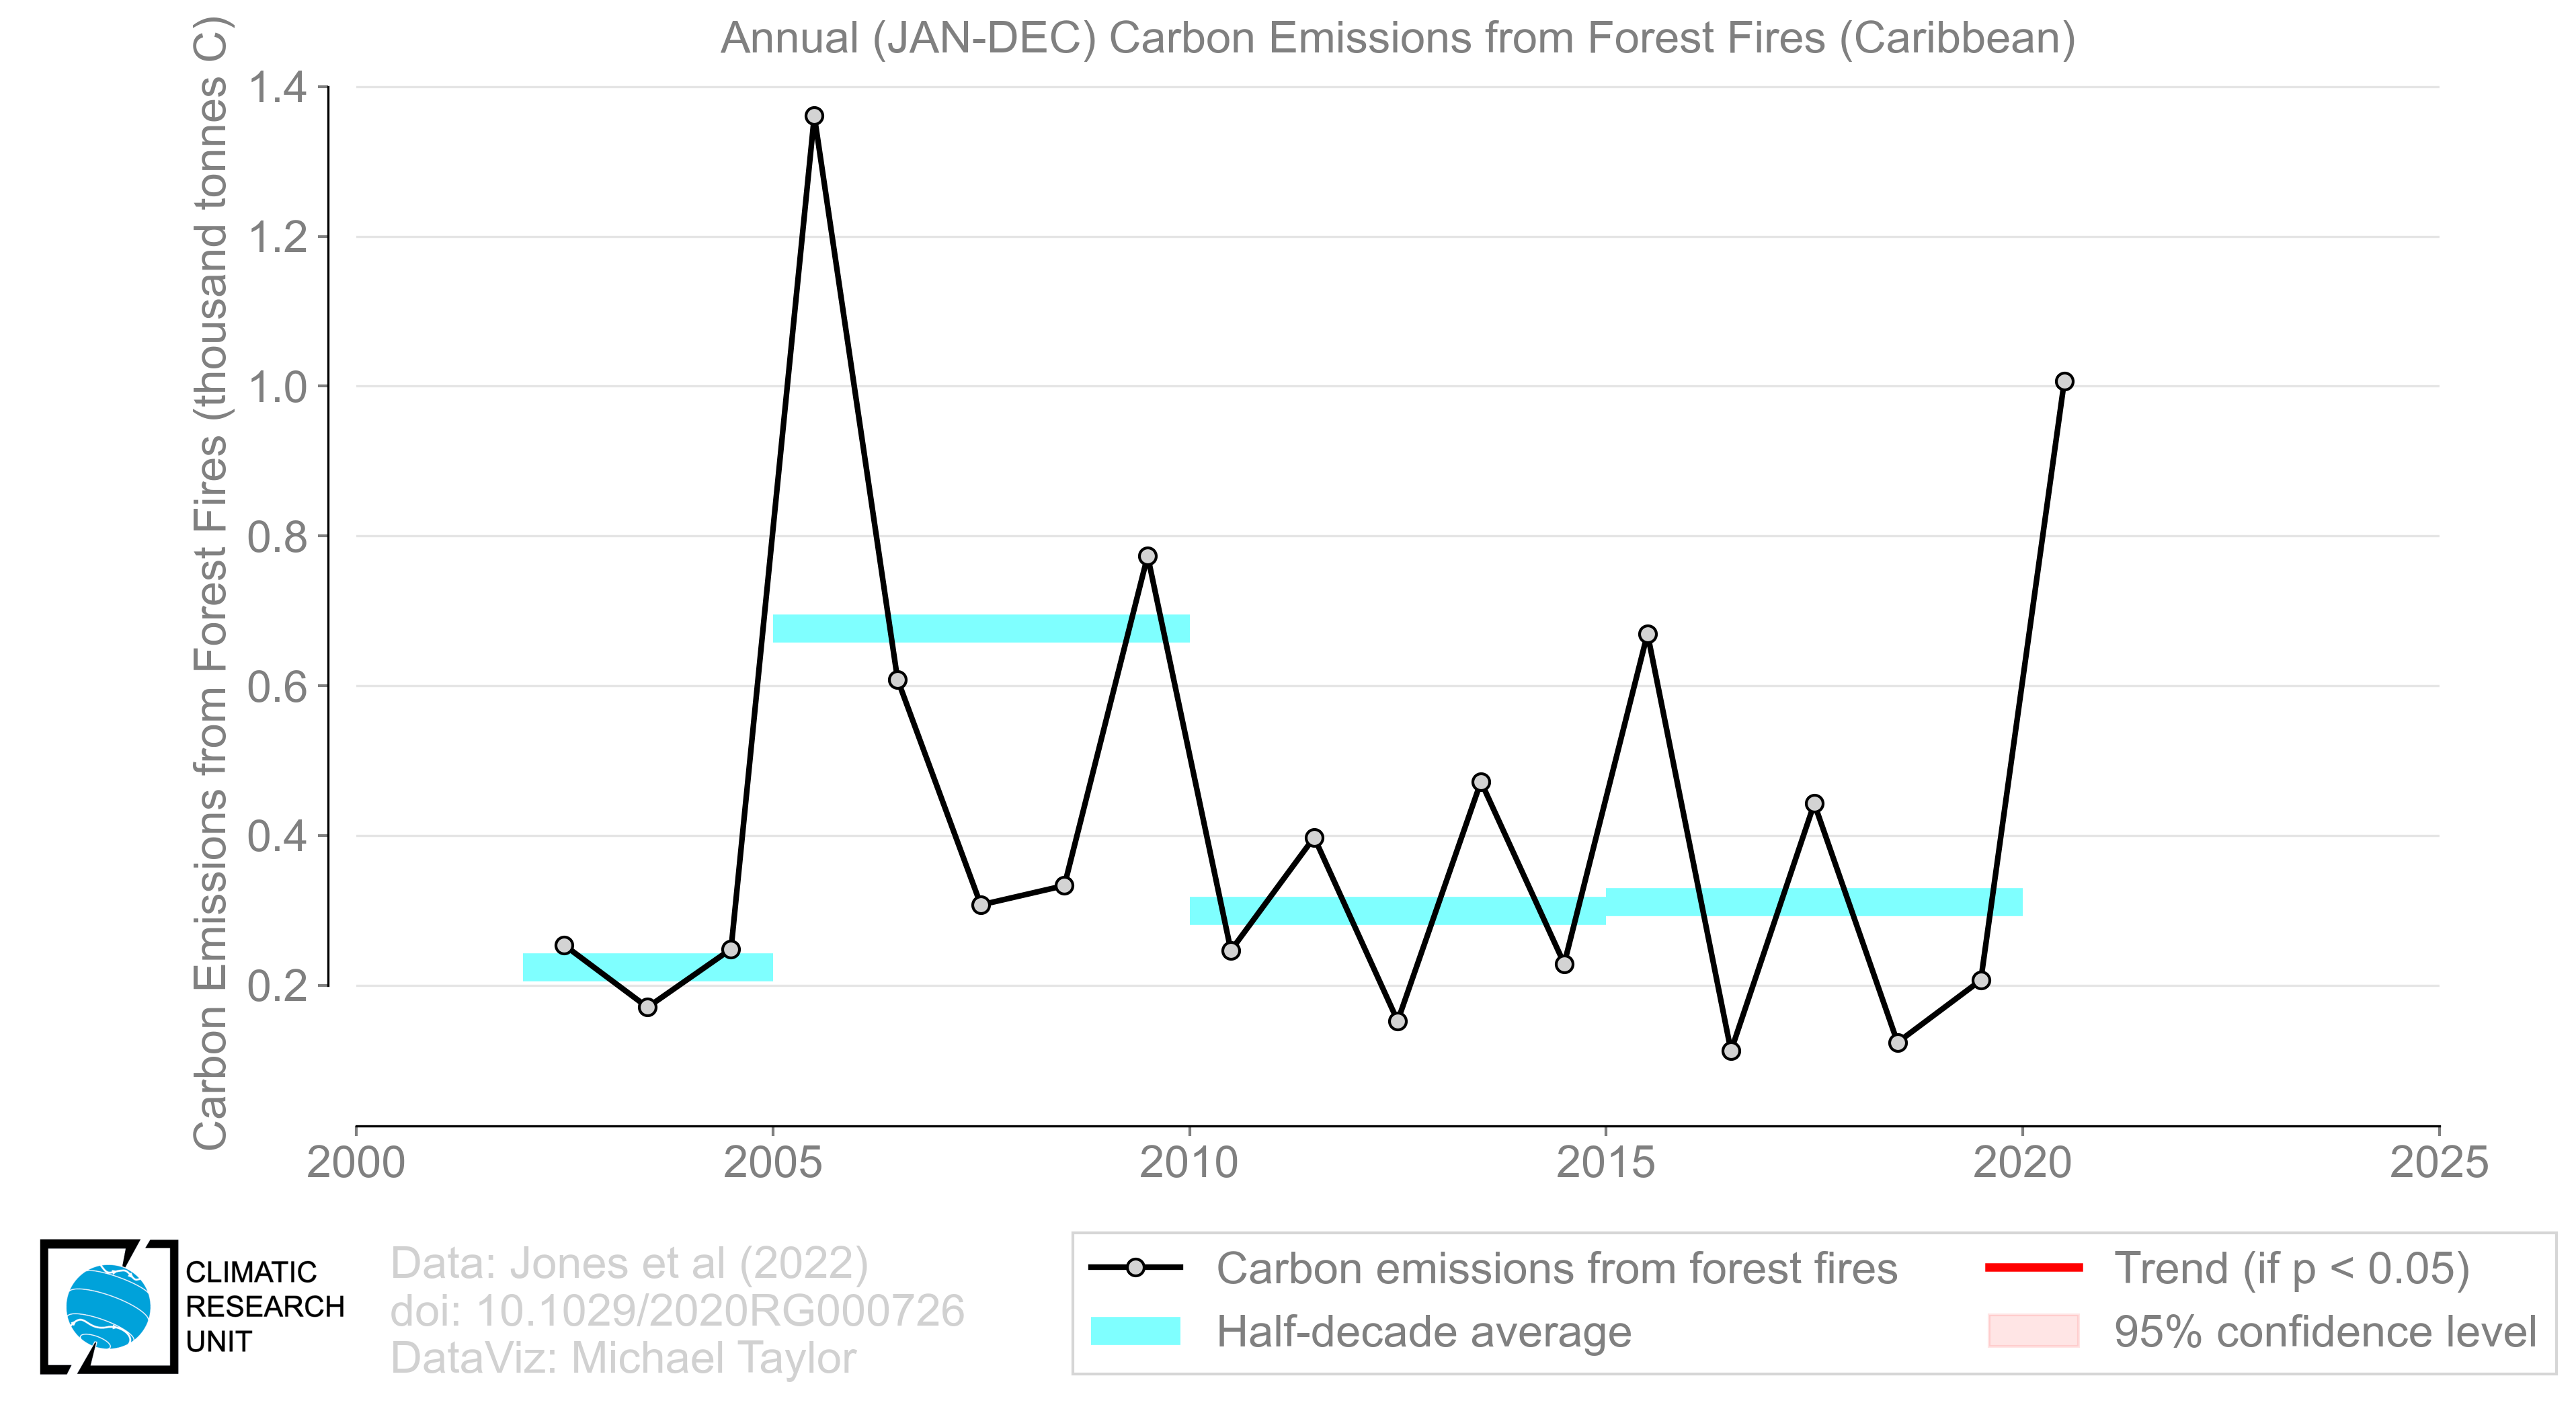 Annual (JAN-DEC) Carbon Emissions from Forest Fires (Caribbean)
Carbon Emissions from Forest Fires (thousand tonnes C)
1.4
1.2
1.0
0.8
0.6
0.4
0.2
2000 2005 2010 2015 2020 2025
CLIMATIC
RESEARCH
UNIT
Data: Jones et al (2022)
doi: 10.1029/2020RG000726
DataViz: Michael Taylor
Carbon emissions from forest fires
Half-decade average
Trend (if p < 0.05)
95% confidence level